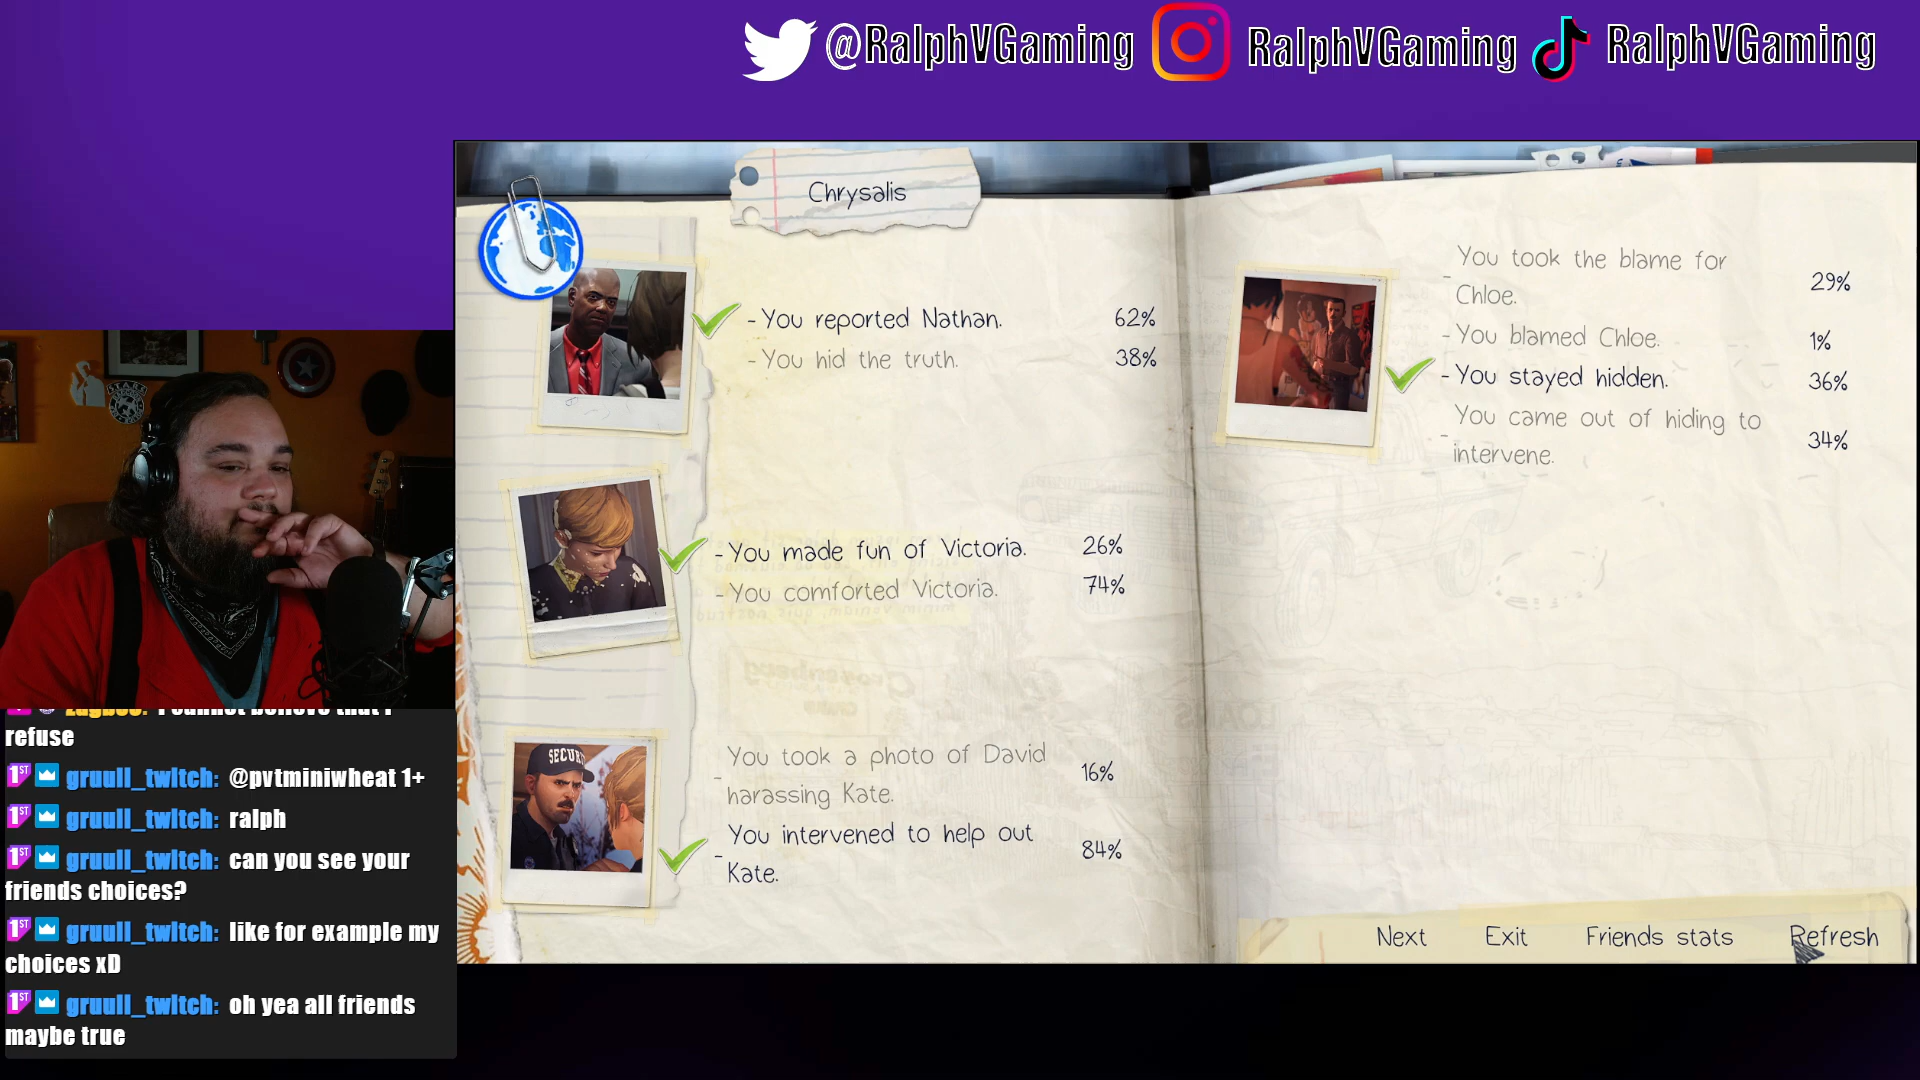 @RalphVGaming RalphVGaming RalphVGaming
Chrysalis
- You reported Nathan. 62%
- You hid the truth. 38%
- You made fun of Victoria. 26%
- You comforted Victoria. 74%
SECURI
- You took a photo of David
harassing Kate. 16%
- You intervened to help out
Kate. 84%
- You took the blame for
Chloe. 29%
- You blamed Chloe. 1%
- You stayed hidden. 36%
- You came out of hiding to
intervene. 34%
Next Exit Friends stats Refresh
STARS
refuse
gruull_twitch: @pvtminiwheat 1+
gruull_twitch: ralph
gruull_twitch: can you see your
friends choices?
gruull_twitch: like for example my
choices xD
gruull_twitch: oh yea all friends
maybe true